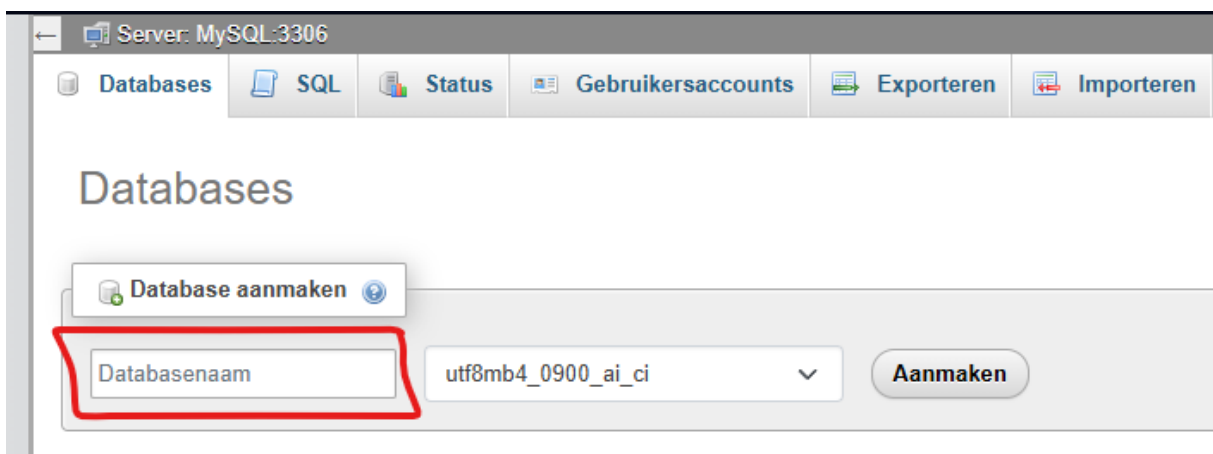 Server: MySQL:3306
Databases SQL Status Gebruikersaccounts Exporteren Importeren
Databases
Database aanmaken
Databasenaam utf8mb4_0900_ai_ci Aanmaken